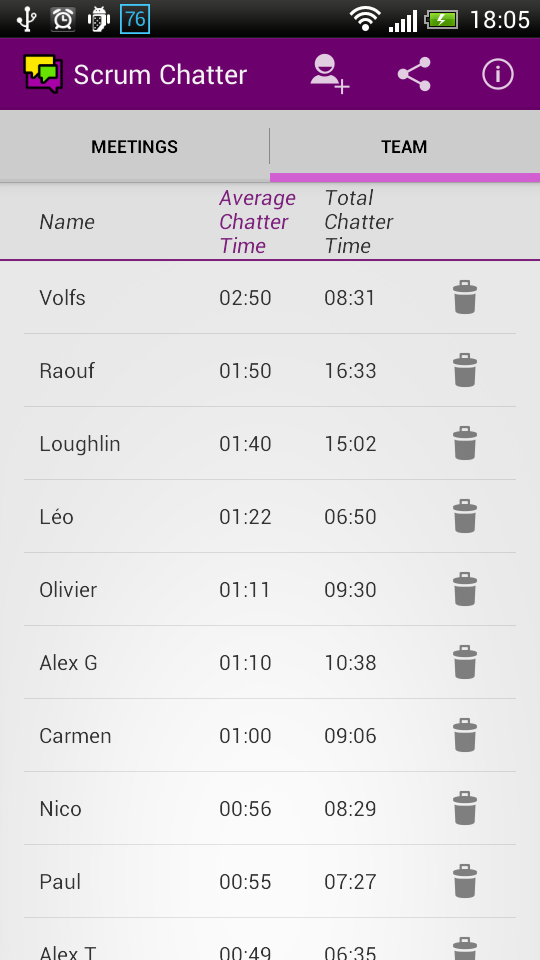 76 18:05
Scrum Chatter
MEETINGS TEAM
Name Average Chatter Time Total Chatter Time
Volfs 02:50 08:31
Raouf 01:50 16:33
Loughlin 01:40 15:02
Léo 01:22 06:50
Olivier 01:11 09:30
Alex G 01:10 10:38
Carmen 01:00 09:06
Nico 00:56 08:29
Paul 00:55 07:27
Alex T 00:49 06:35